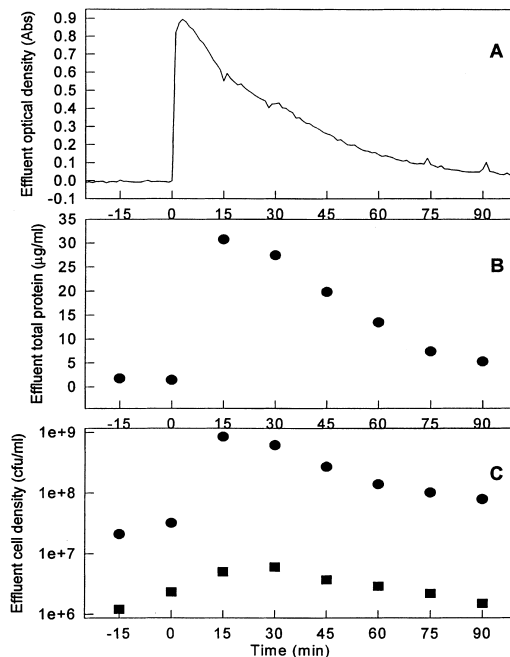 Effluent optical density (Abs)
0.9
0.8
0.7
0.6
0.5
0.4
0.3
0.2
0.1
0.0
-0.1
A
-15 0 15 30 45 60 75 90
Effluent total protein (μg/ml)
35
30
25
20
15
10
5
0
B
-15 0 15 30 45 60 75 90
Effluent cell density (cfu/ml)
1e+9
1e+8
1e+7
1e+6
C
-15 0 15 30 45 60 75 90
Time (min)